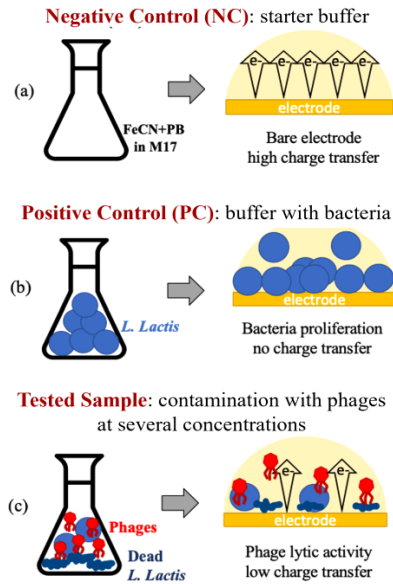 Negative Control (NC): starter buffer
(a)
FeCN+PB
in M17
e- e- e- e- e-
electrode
Bare electrode
high charge transfer
Positive Control (PC): buffer with bacteria
(b)
L. Lactis
electrode
Bacteria proliferation
no charge transfer
Tested Sample: contamination with phages
at several concentrations
(c)
Phages
Dead
L. Lactis
e- e-
electrode
Phage lytic activity
low charge transfer